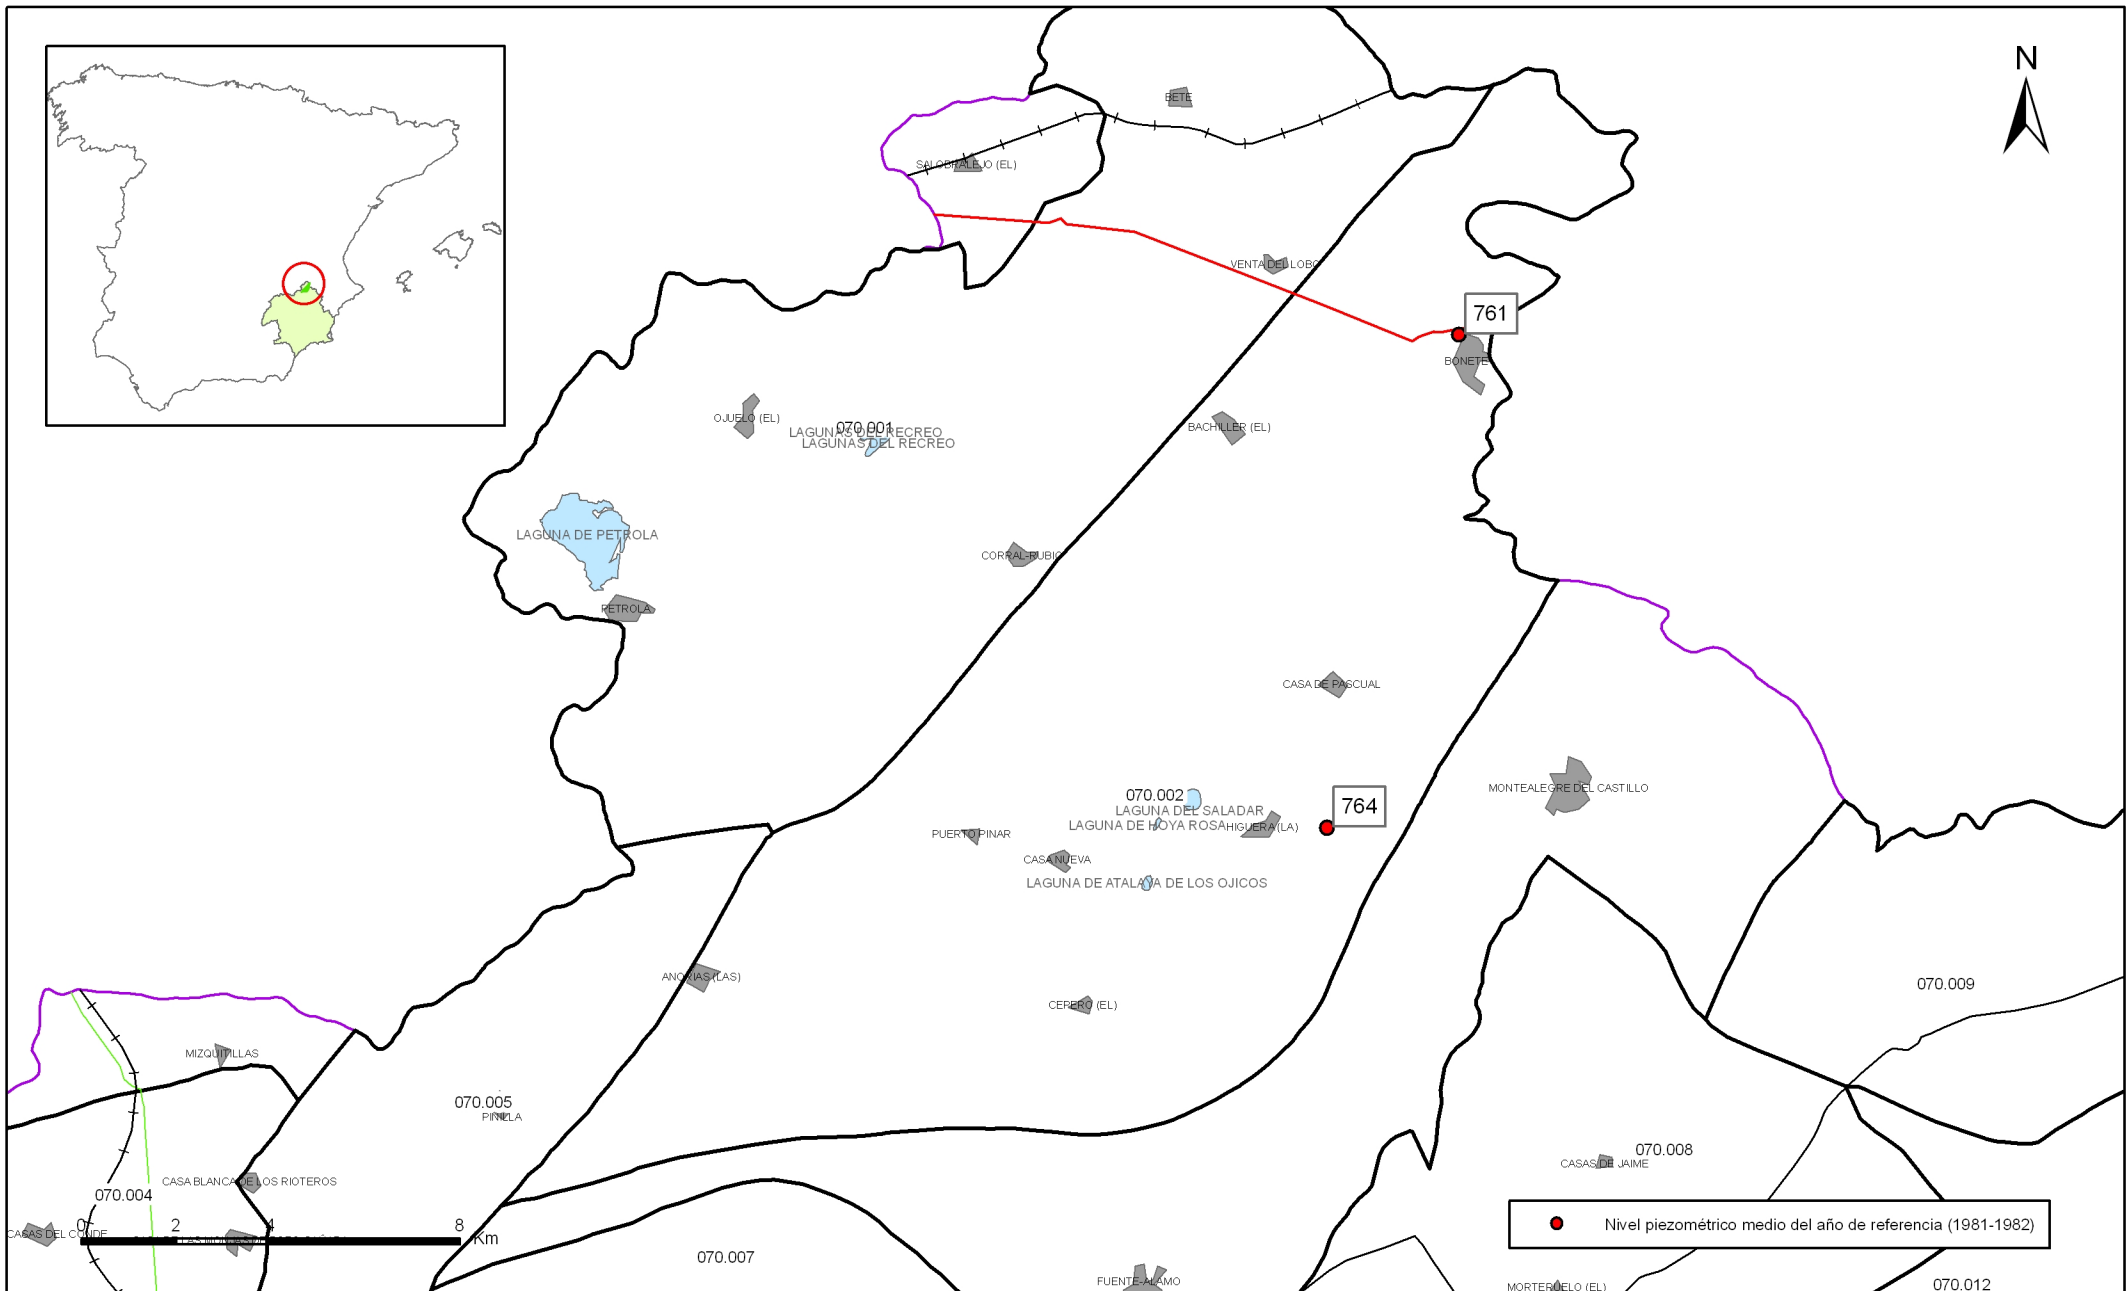 N
BETE
SALOBRALEJO (EL)
VENTA DEL LOBO
761
BONETE
OJUELO (EL)
070.001
LAGUNAS DEL RECREO
LAGUNAS DEL RECREO
BACHILLER (EL)
LAGUNA DE PETROLA
CORRAL-RUBIO
PETROLA
CASA DE PASCUAL
MONTEALEGRE DEL CASTILLO
070.002
764
LAGUNA DEL SALADAR
LAGUNA DE HOYA ROSA
HIGUERA (LA)
PUERTO PINAR
CASA NUEVA
LAGUNA DE ATALAYA DE LOS OJICOS
ANORIAS (LAS)
070.009
CEPERO (EL)
MIZQUITILLAS
070.005
PINILLA
070.008
CASAS DE JAIME
CASA BLANCA DE LOS RIOTEROS
070.004
CASAS DEL CONDE
0 2 4 8
Km
Nivel piezométrico medio del año de referencia (1981-1982)
070.007
FUENTE-ALAMO
MORTERUELO (EL)
070.012